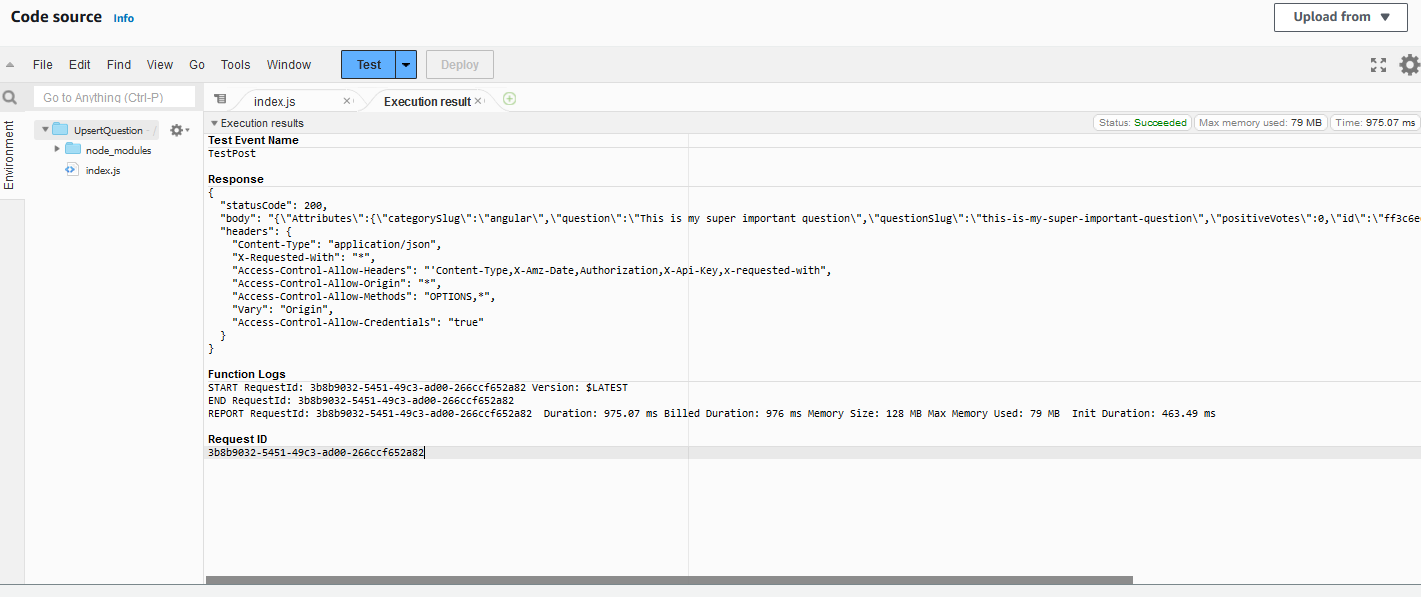 Code source Info
Upload from
File Edit Find View Go Tools Window Test Deploy
Go to Anything (Ctrl-P)
index.js
Execution result
Environment
UpsertQuestion - /
node_modules
index.js
Execution results
Status: Succeeded
Max memory used: 79 MB
Time: 975.07 ms
Test Event Name
TestPost
Response
{
"statusCode": 200,
"body": "{\"Attributes\":{\"categorySlug\":\"angular\",\"question\":\"This is my super important question\",\"questionSlug\":\"this-is-my-super-important-question\",\"positiveVotes\":0,\"id\":\"ff3c6e
"headers": {
"Content-Type": "application/json",
"X-Requested-With": "*",
"Access-Control-Allow-Headers": "'Content-Type,X-Amz-Date,Authorization,X-Api-Key,x-requested-with",
"Access-Control-Allow-Origin": "*",
"Access-Control-Allow-Methods": "OPTIONS,*",
"Vary": "Origin",
"Access-Control-Allow-Credentials": "true"
}
}
Function Logs
START RequestId: 3b8b9032-5451-49c3-ad00-266ccf652a82 Version: $LATEST
END RequestId: 3b8b9032-5451-49c3-ad00-266ccf652a82
REPORT RequestId: 3b8b9032-5451-49c3-ad00-266ccf652a82 Duration: 975.07 ms Billed Duration: 976 ms Memory Size: 128 MB Max Memory Used: 79 MB Init Duration: 463.49 ms
Request ID
3b8b9032-5451-49c3-ad00-266ccf652a82